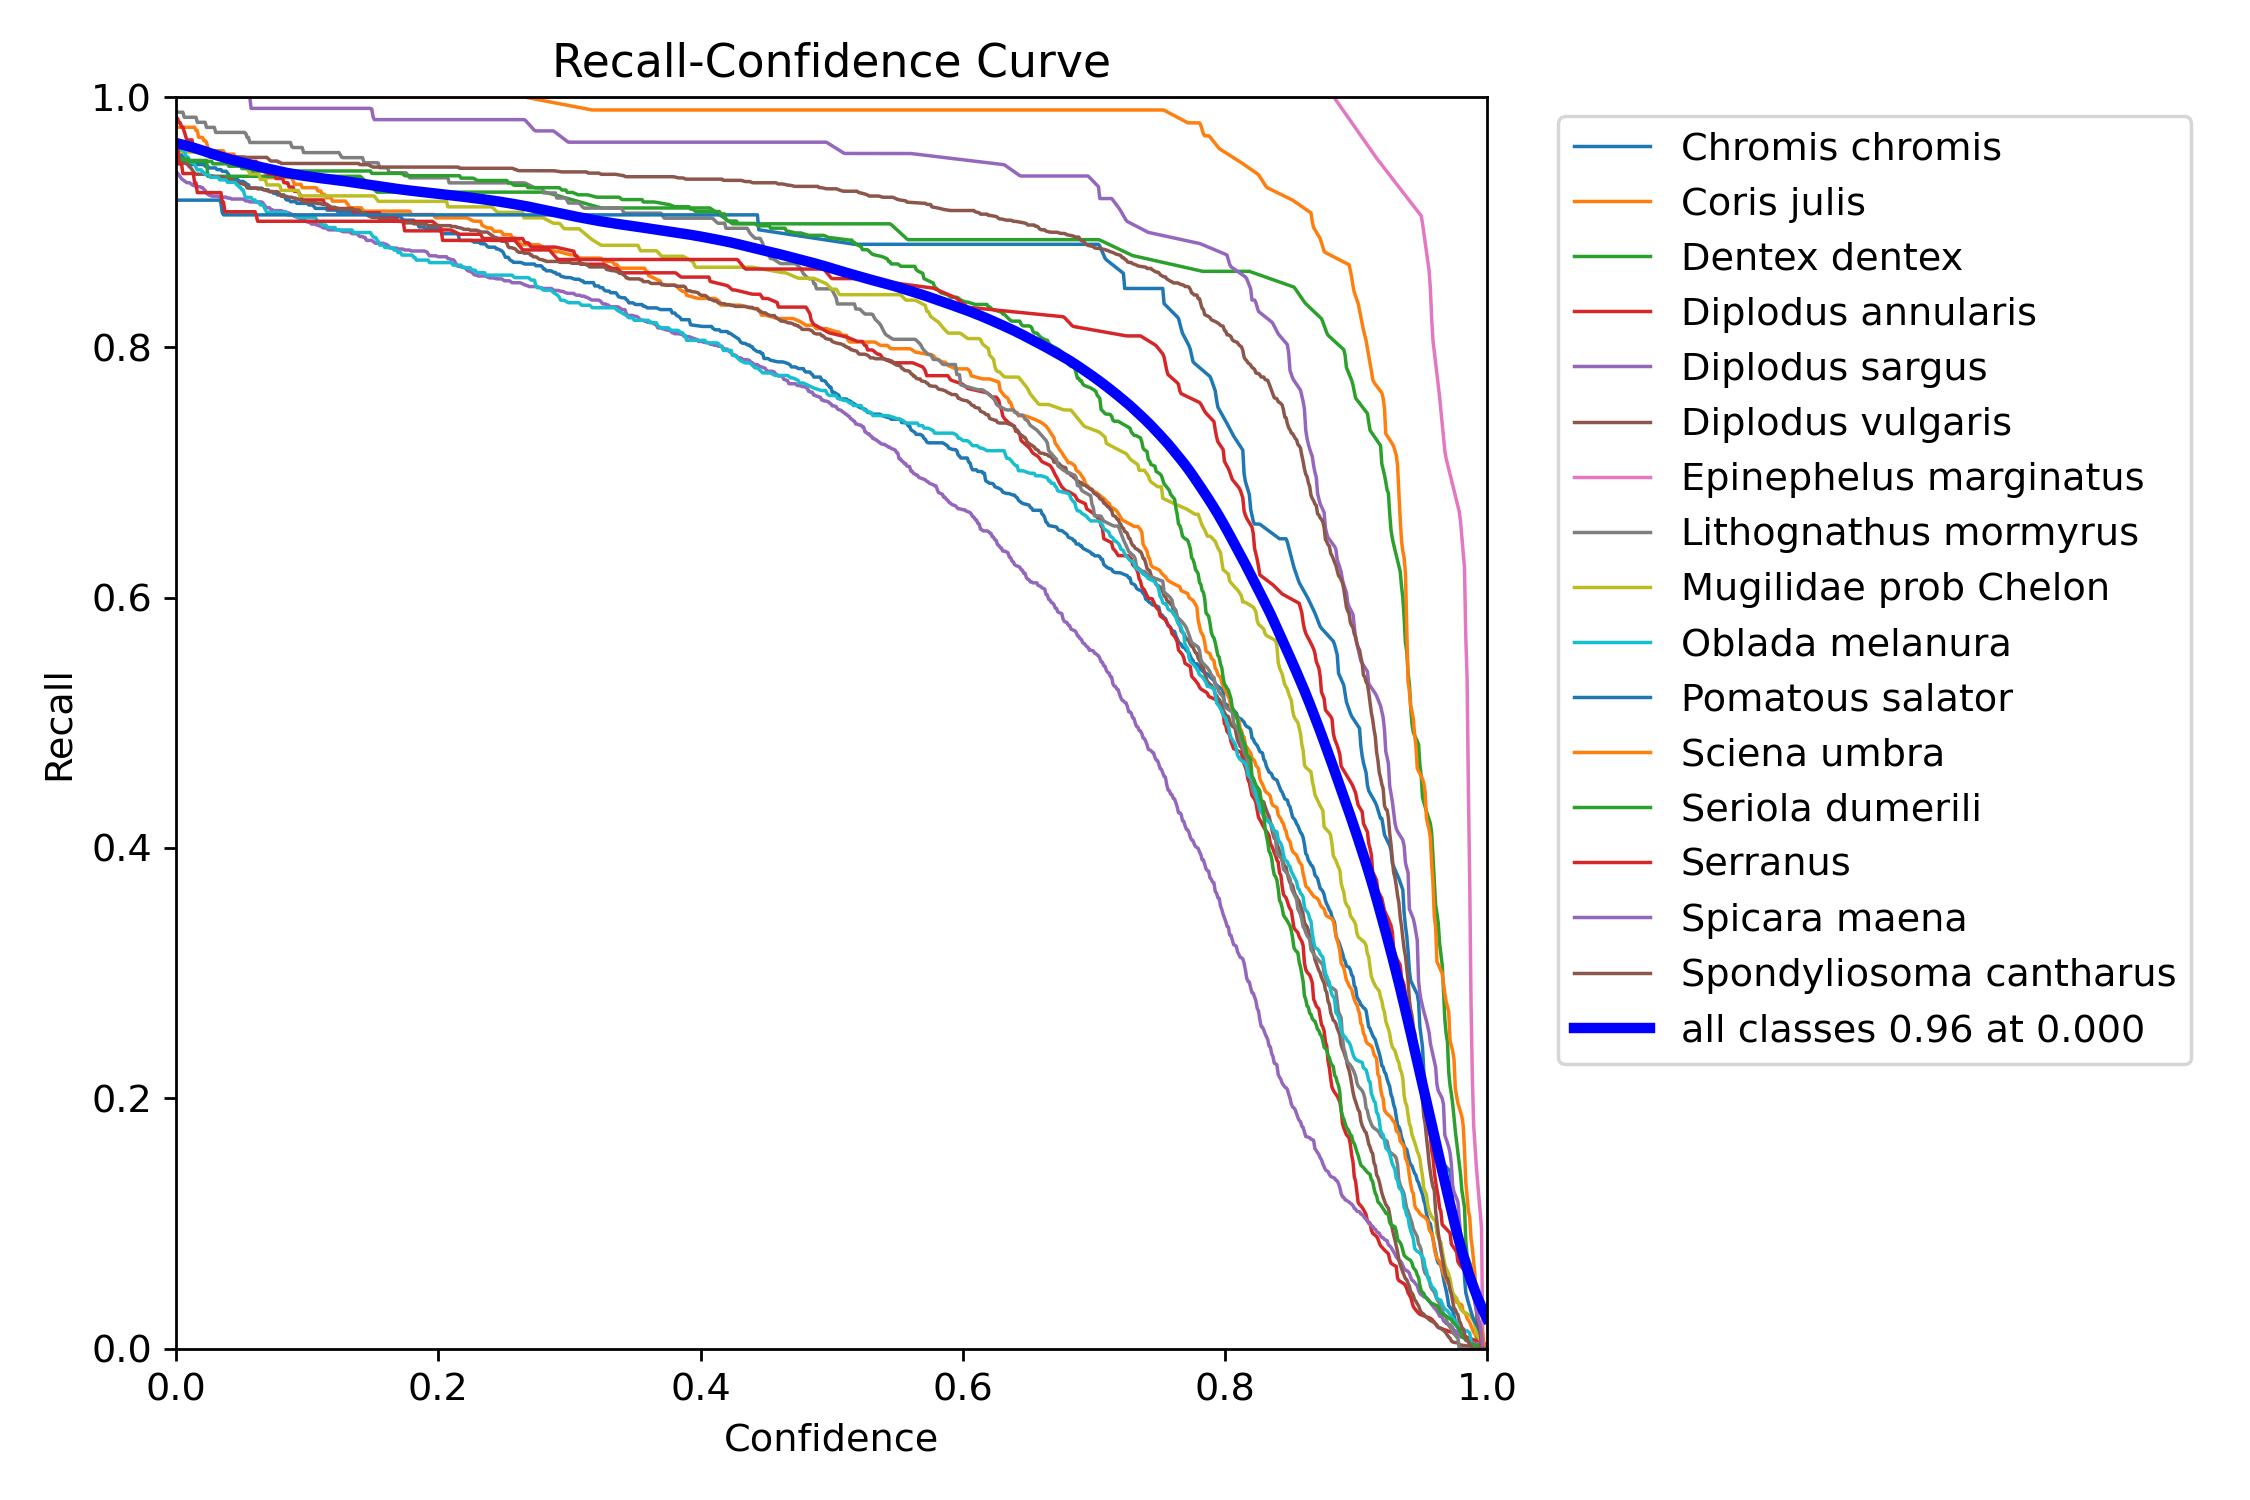 Recall-Confidence Curve
1.0
0.8
0.6
0.4
0.2
0.0
Recall
0.0 0.2 0.4 0.6 0.8 1.0
Confidence
Chromis chromis
Coris julis
Dentex dentex
Diplodus annularis
Diplodus sargus
Diplodus vulgaris
Epinephelus marginatus
Lithognathus mormyrus
Mugilidae prob Chelon
Oblada melanura
Pomatous salator
Sciena umbra
Seriola dumerili
Serranus
Spicara maena
Spondyliosoma cantharus
all classes 0.96 at 0.000